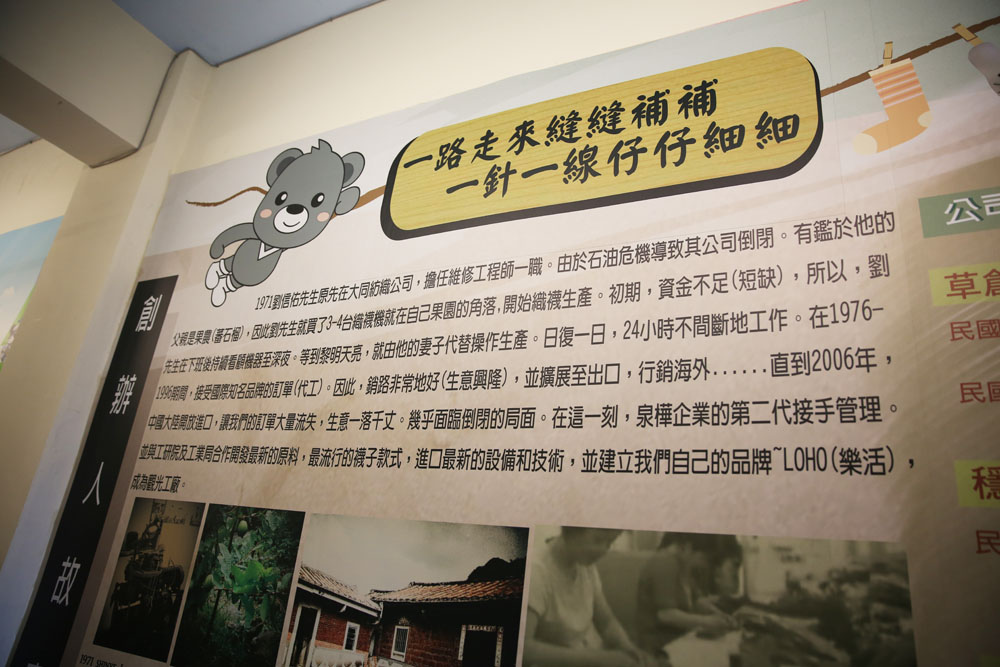 一路走來縫縫補補
一針一線仔仔細細
創辦人故
1971劉信佑先生原先在大同紡織公司，擔任維修工程師一職。由於石油危機導致其公司倒閉。有鑑於他的
父親是果農(蕃石榴)，因此劉先生就買了3-4台織襪機就在自己果園的角落,開始織襪生產。初期，資金不足(短缺)，所以，劉
先生在下班後持續看顧機器至深夜。等到黎明天亮，就由他的妻子代替操作生產。日復一日，24小時不間斷地工作。在1976-
1996期間，接受國際知名品牌的訂單(代工)。因此，銷路非常地好(生意興隆)，並擴展至出口，行銷海外......直到2006年，
中國大陸開放進口，讓我們的訂單大量流失，生意一落千丈。幾乎面臨倒閉的局面。在這一刻，泉樺企業的第二代接手管理。
並與工研院及工業局合作開發最新的原料，最流行的襪子款式，進口最新的設備和技術，並建立我們自己的品牌~LOHO(樂活)，
成為觀光工廠。
公司
草創
民國
民國
穩
民
1971